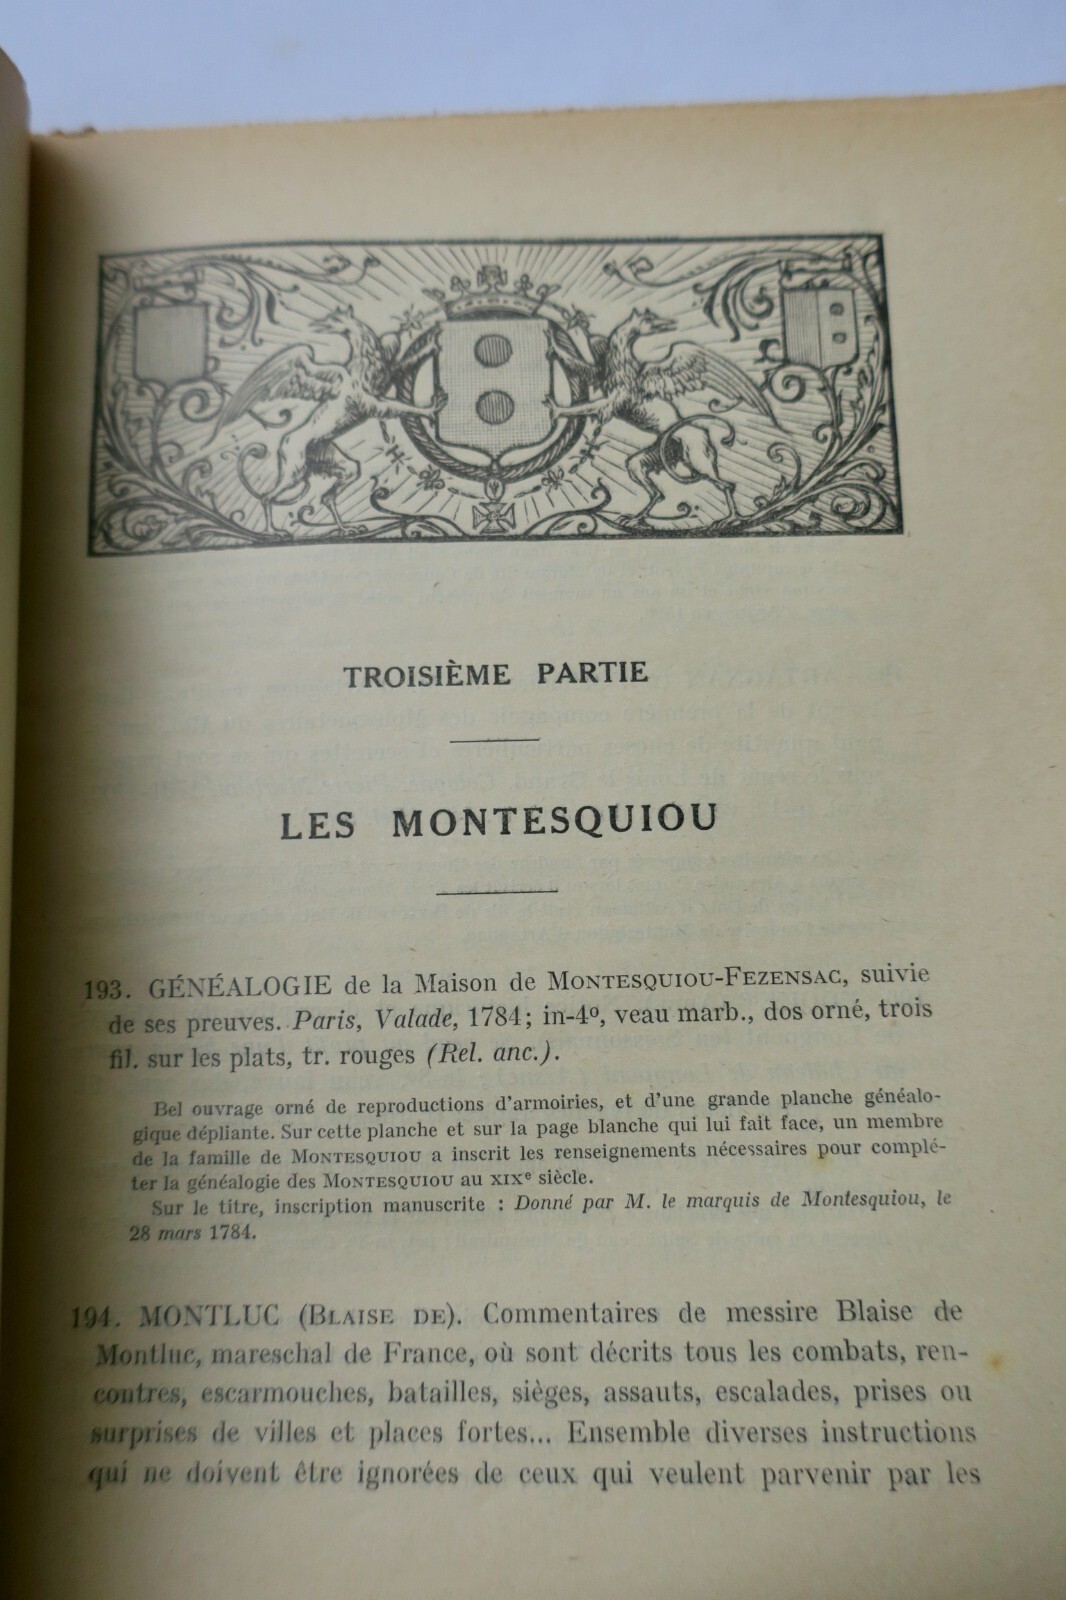 TROISIÈME PARTIE
LES MONTESQUIOU
193. GÉNÉALOGIE de la Maison de MONTESQUIOU-FEZENSAC, suivie
de ses preuves. Paris, Valade, 1784; in-4º, veau marb., dos orné, trois
fil. sur les plats, tr. rouges (Rel. anc.).
Bel ouvrage orné de reproductions d'armoiries, et d'une grande planche généalo-
gique dépliante. Sur cette planche et sur la page blanche qui lui fait face, un membre
de la famille de MONTESQUIOU a inscrit les renseignements nécessaires pour complé-
ter la généalogie des MONTESQUIOU au XIXe siècle.
Sur le titre, inscription manuscrite : Donné par M. le marquis de Montesquiou, le
28 mars 1784.
194. MONTLUC (BLAISE DE). Commentaires de messire Blaise de
Montluc, mareschal de France, où sont décrits tous les combats, ren-
contres, escarmouches, batailles, sièges, assauts, escalades, prises ou
surprises de villes et places fortes... Ensemble diverses instructions
qui ne doivent être ignorées de ceux qui veulent parvenir par les